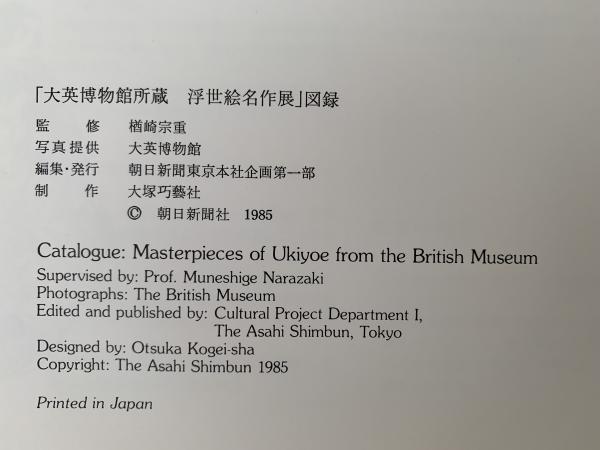 「大英博物館所蔵　浮世絵名作展」図録
監　　修　楢崎宗重
写真提供　大英博物館
編集・発行　朝日新聞東京本社企画第一部
制　　作　大塚巧藝社
©　朝日新聞社　1985
Catalogue: Masterpieces of Ukiyoe from the British Museum
Supervised by: Prof. Muneshige Narazaki
Photographs: The British Museum
Edited and published by: Cultural Project Department I,
The Asahi Shimbun, Tokyo
Designed by: Otsuka Kogei-sha
Copyright: The Asahi Shimbun 1985
Printed in Japan